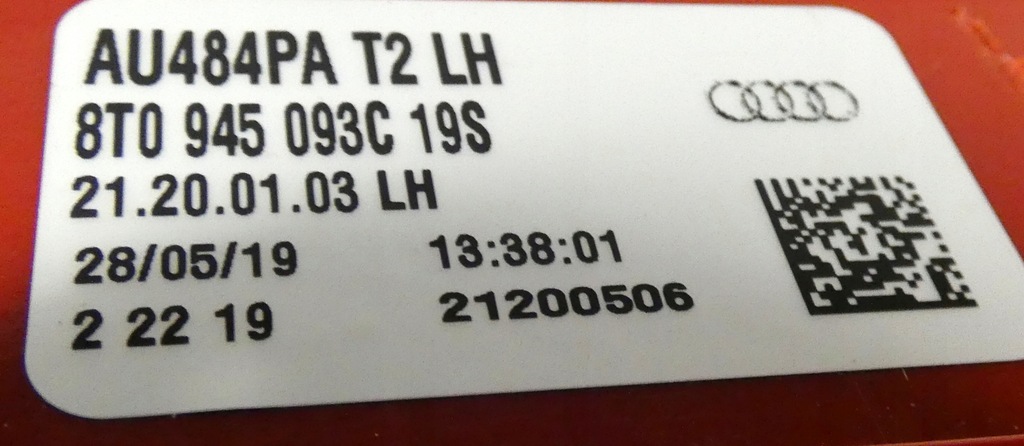 AU484PA T2 LH
8T0 945 093C 19S
21.20.01.03 LH
28/05/19 13:38:01
2 22 19 21200506